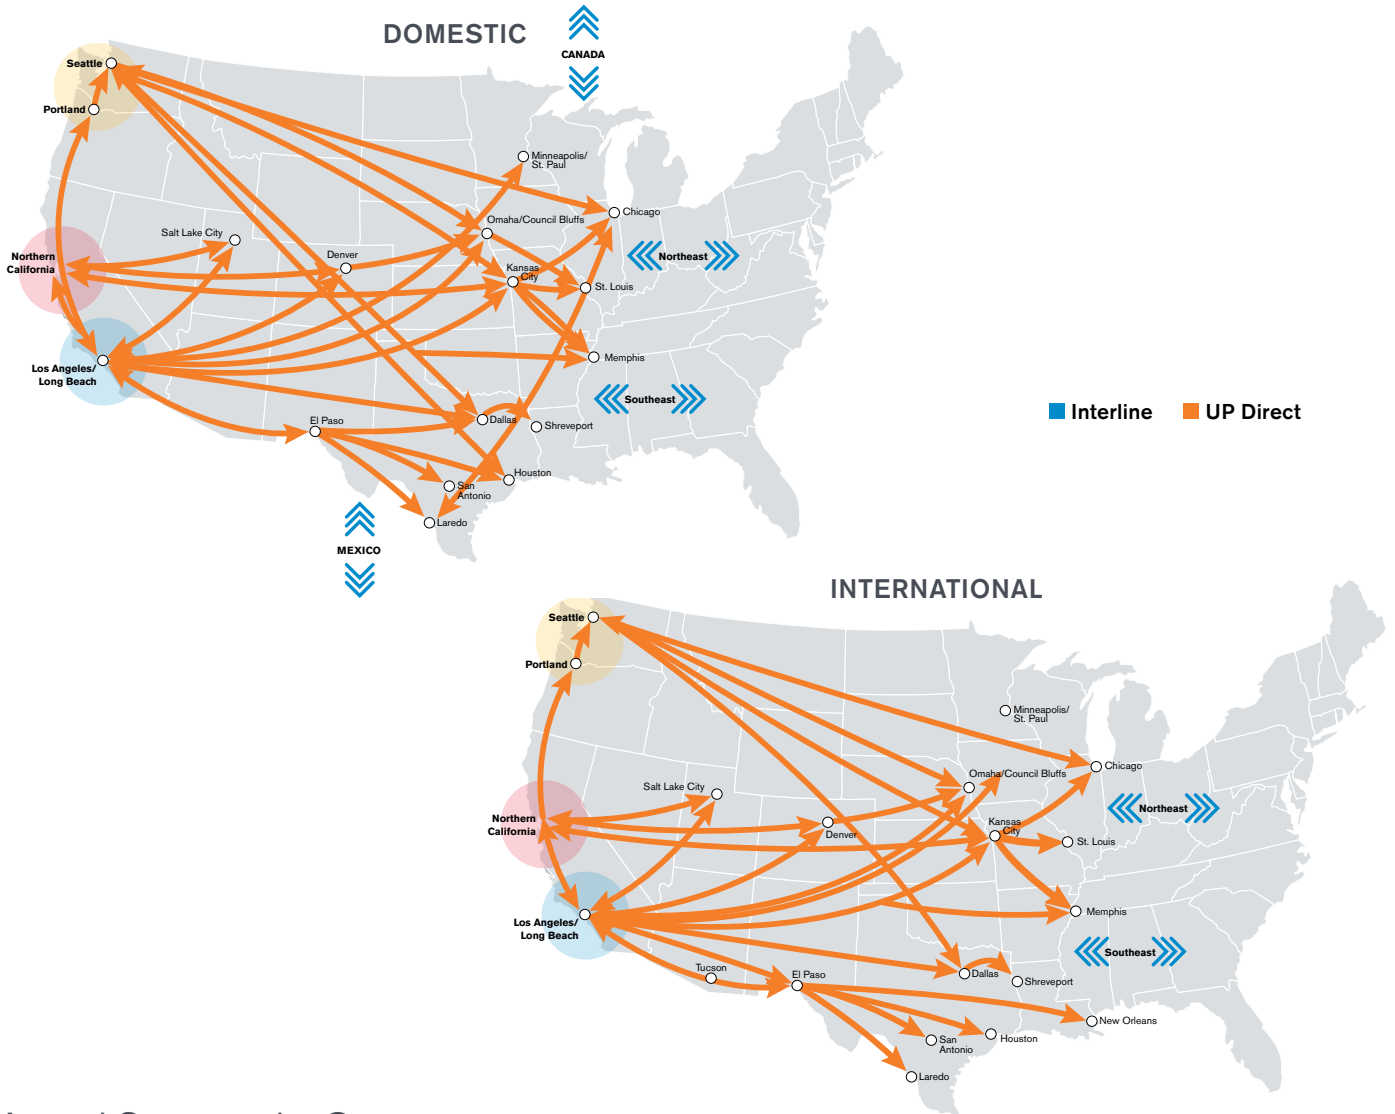 DOMESTIC
CANADA
Seattle
Portland
Minneapolis/
St. Paul
Chicago
Omaha/Council Bluffs
Salt Lake City
Denver
Northern
California
Kansas
City
St. Louis
Northeast
Los Angeles/
Long Beach
Memphis
Southeast
El Paso
Dallas
Shreveport
Houston
San
Antonio
Laredo
MEXICO
Interline
UP Direct
INTERNATIONAL
Seattle
Portland
Minneapolis/
St. Paul
Chicago
Omaha/Council Bluffs
Salt Lake City
Denver
Northern
California
Kansas
City
St. Louis
Northeast
Los Angeles/
Long Beach
Memphis
Southeast
Tucson
El Paso
Dallas
Shreveport
New Orleans
Houston
San
Antonio
Laredo